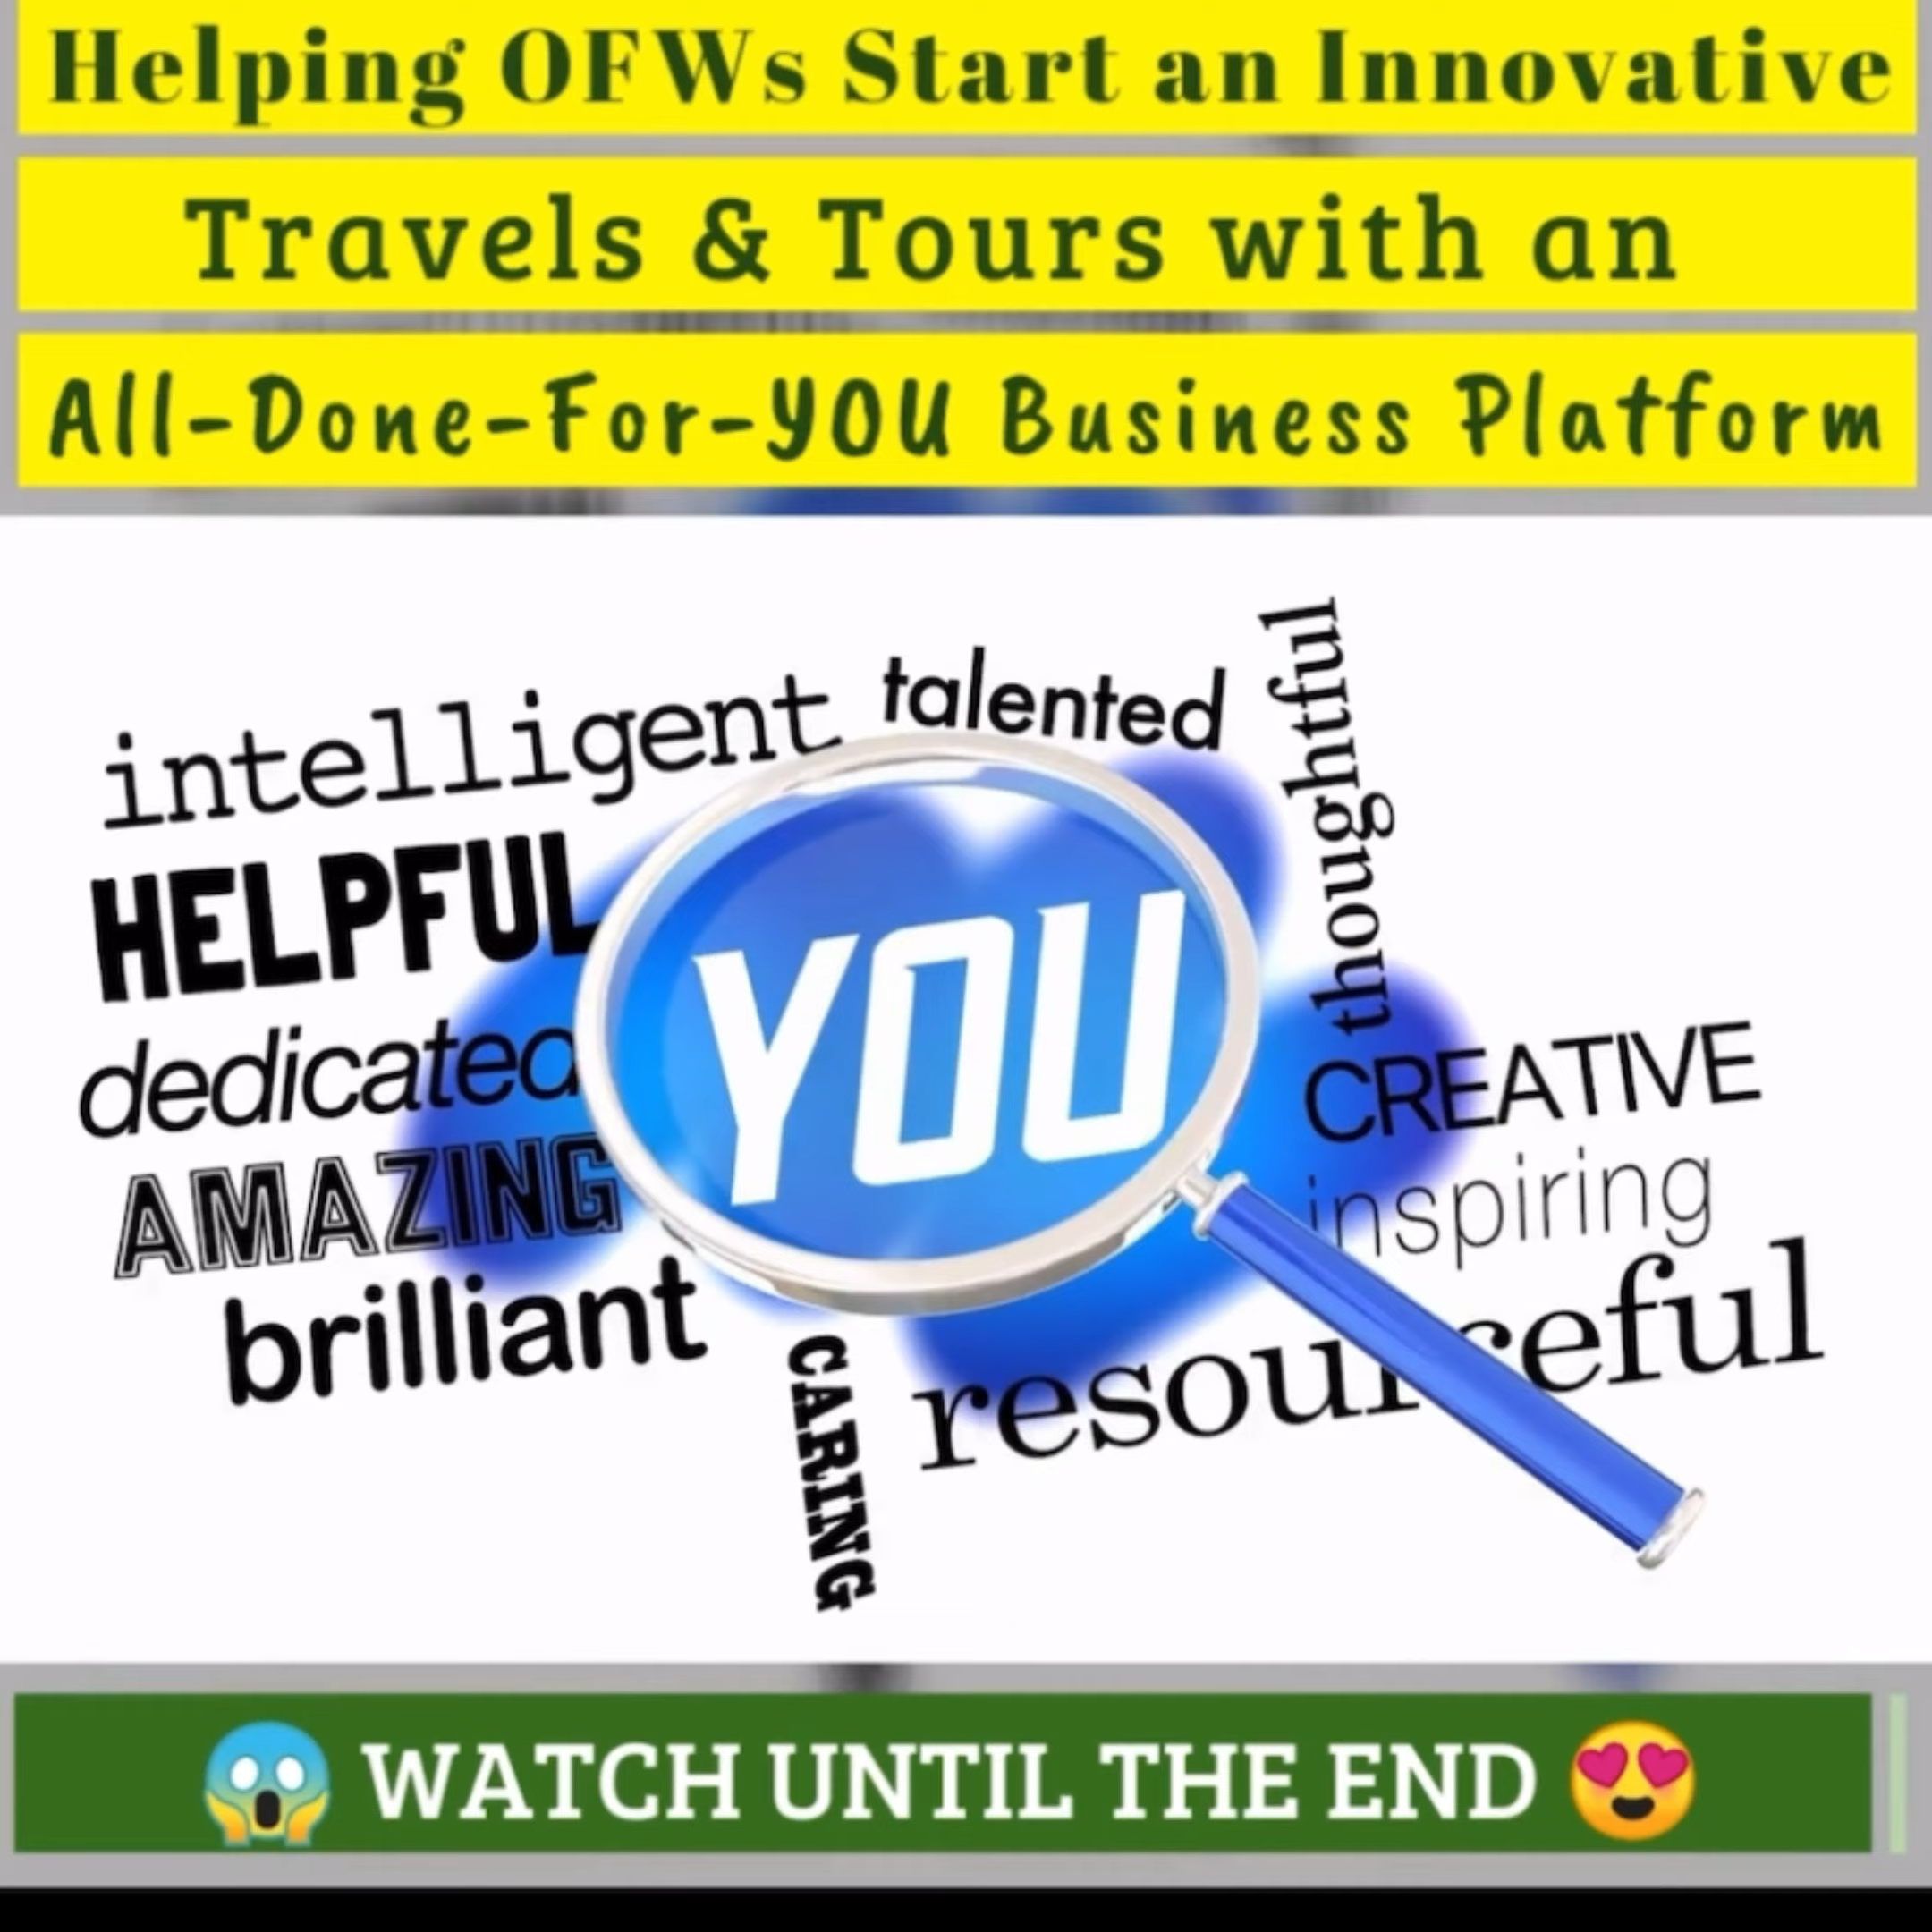 Helping OFWs Start an Innovative
Travels & Tours with an
All-Done-For-YOU Business Platform
intelligent
talented
thoughtful
HELPFUL
YOU
dedicated
CREATIVE
AMAZING
inspiring
brilliant
resourceful
CARING
😱 WATCH UNTIL THE END 😍